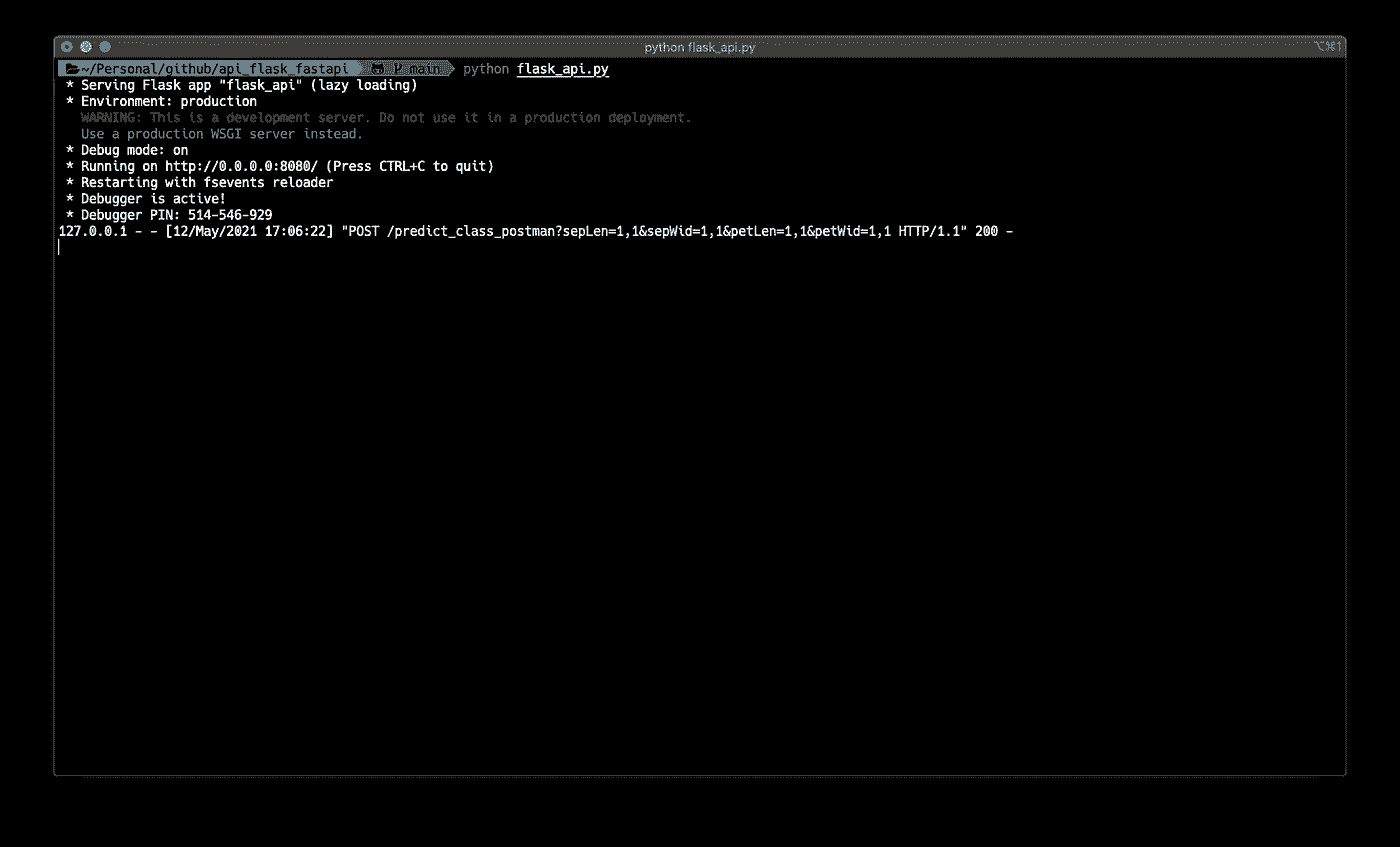 python flask_api.py ⌥⌘1
~/Personal/github/api_flask_fastapi main python flask_api.py
* Serving Flask app "flask_api" (lazy loading)
* Environment: production
WARNING: This is a development server. Do not use it in a production deployment.
Use a production WSGI server instead.
* Debug mode: on
* Running on http://0.0.0.0:8080/ (Press CTRL+C to quit)
* Restarting with fsevents reloader
* Debugger is active!
* Debugger PIN: 514-546-929
127.0.0.1 - - [12/May/2021 17:06:22] "POST /predict_class_postman?sepLen=1,1&sepWid=1,1&petLen=1,1&petWid=1,1 HTTP/1.1" 200 -